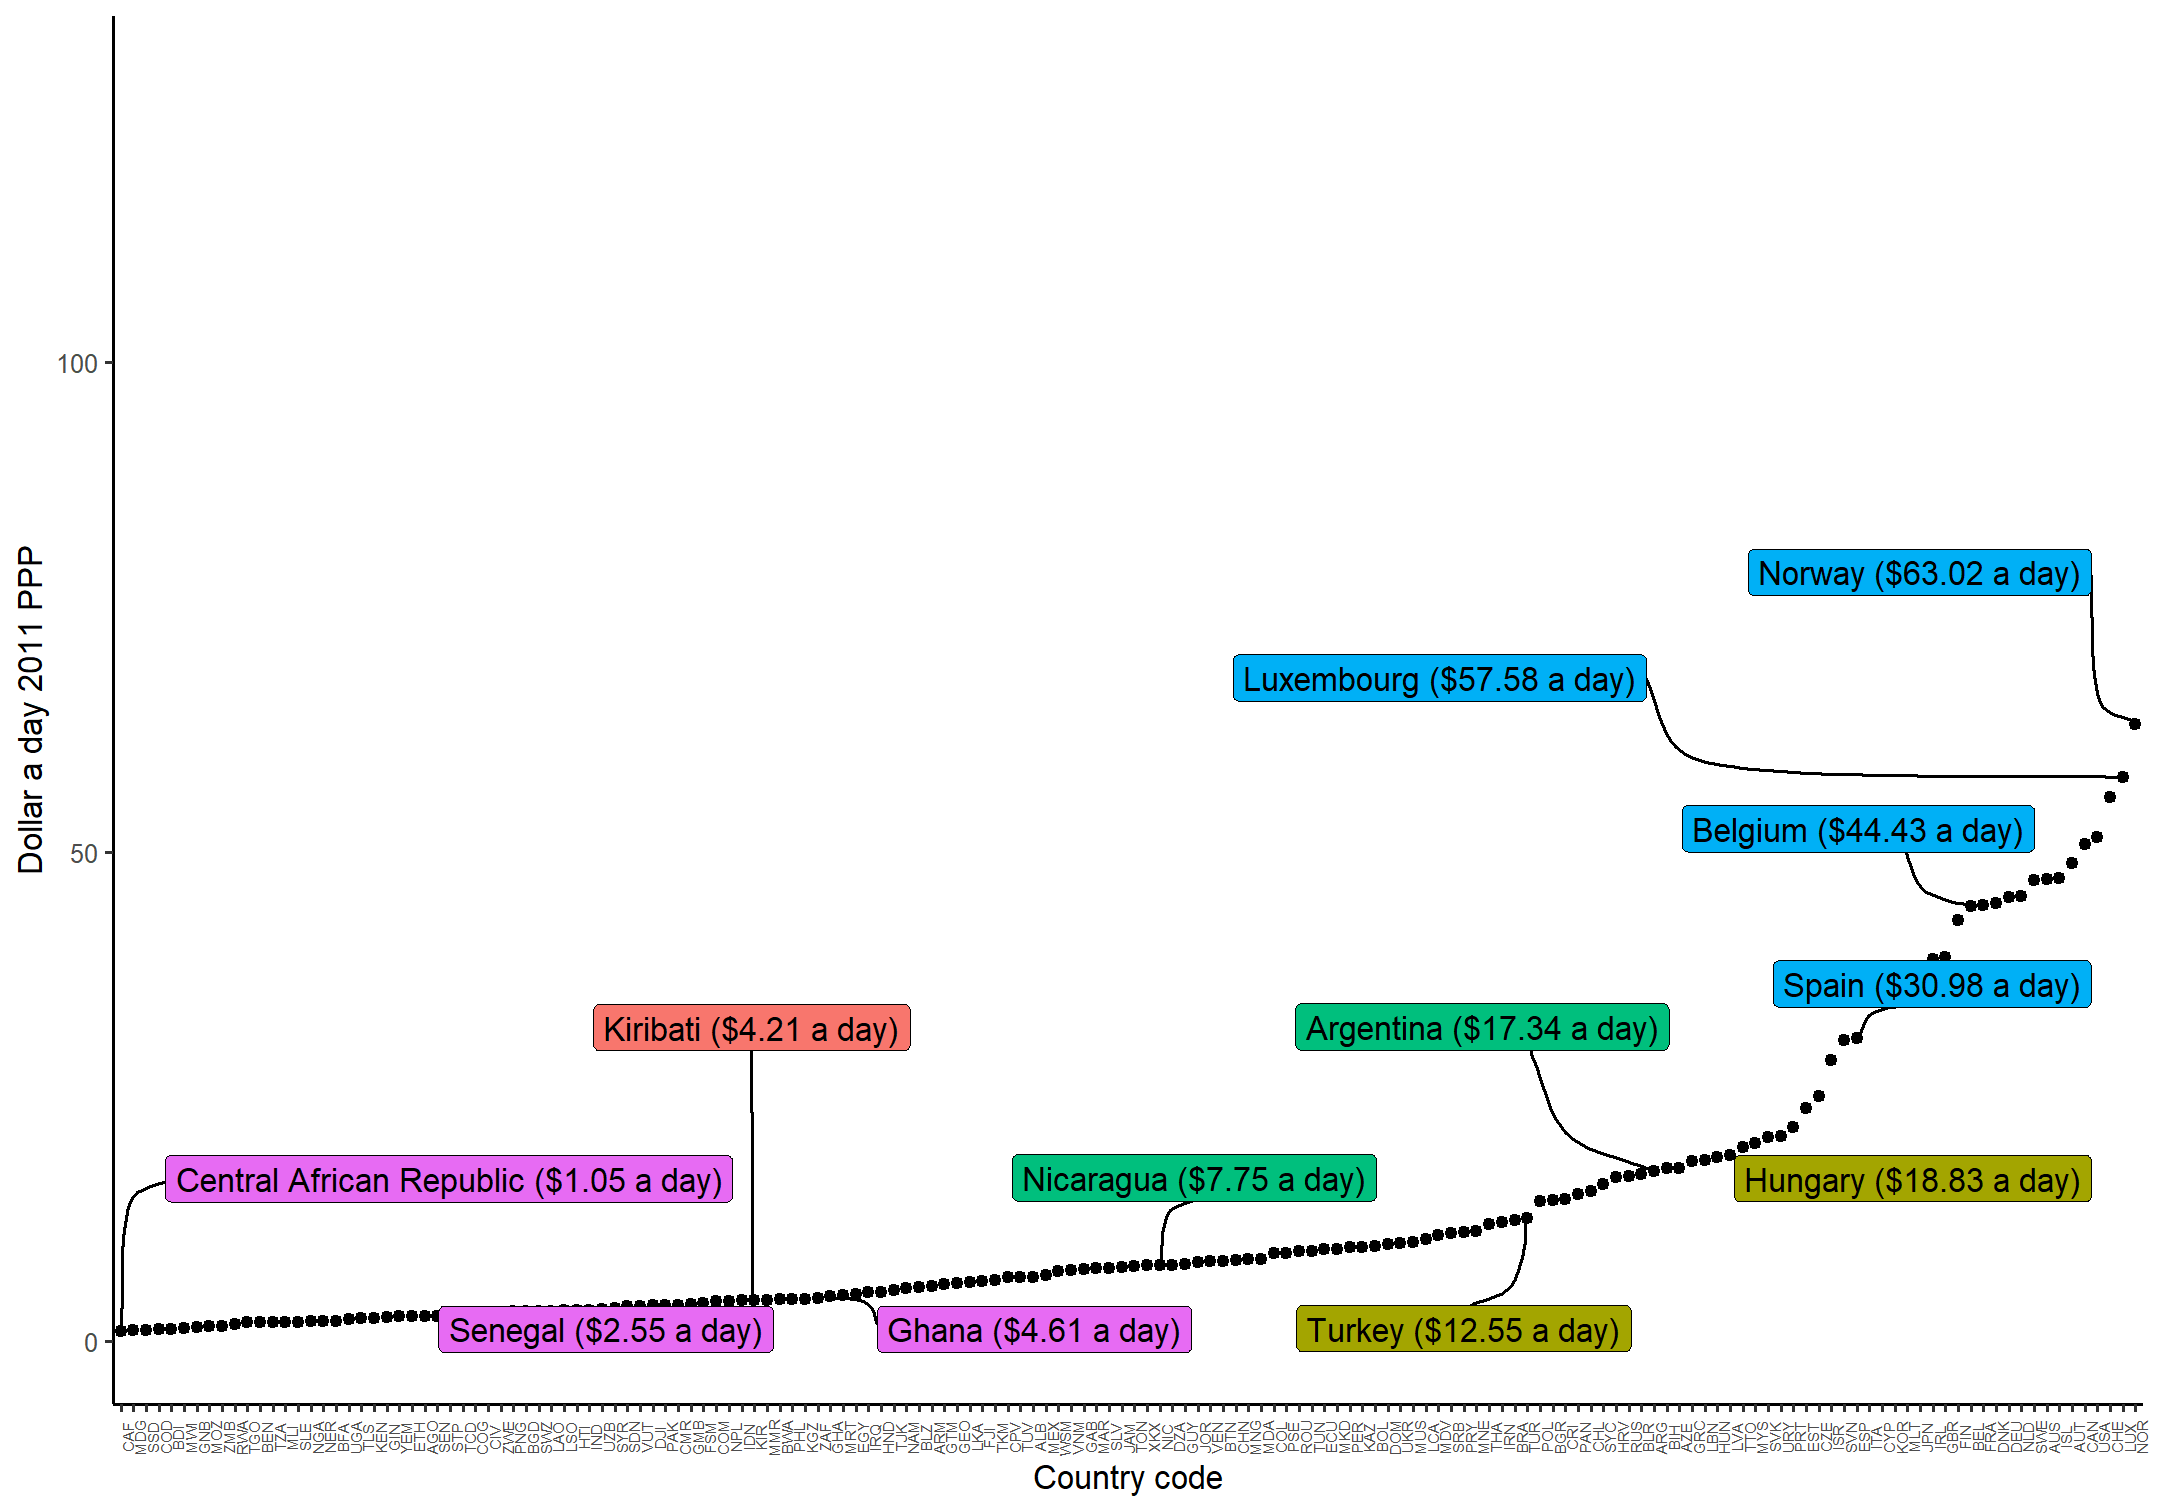 100
50
0
Dollar a day 2011 PPP
Norway ($63.02 a day)
Luxembourg ($57.58 a day)
Belgium ($44.43 a day)
Spain ($30.98 a day)
Kiribati ($4.21 a day)
Argentina ($17.34 a day)
Central African Republic ($1.05 a day)
Nicaragua ($7.75 a day)
Hungary ($18.83 a day)
Senegal ($2.55 a day)
Ghana ($4.61 a day)
Turkey ($12.55 a day)
CAF MDG SSD COD BDI MWI GNB MOZ ZMB RWA TGO BEN TZA MLI SLE NGA NER BFA UGA TLS KEN GIN YEM ETH AGO SEN STP TCD COG CIV ZWE PNG BGD SWZ LAO LSO HTI IND UZB SYR SDN VUT DJI PAK CMR GMB FSM COM NPL IDN KIR MMR BWA PHL KGZ ZAF GHA MRT EGY IRQ HND TJK NAM BLZ ARM GTM GEO LKA FJI TKM CPV TUV ALB MEX WSM VNM GAB MAR SLV JAM TON XKX NIC DZA GUY JOR VEN BTN CHN MNG MDA COL PSE ROU TUN ECU MKD PER KAZ BOL DOM UKR MUS LCA MDV SRB PRY MNE THA IRN BRA TUR POL BGR CRI PAN CHL SYC HRV RUS BLR ARG BIH AZE GRC LBN HUN LVA TTO MYS SVK URY PRT EST CZE ISR SVN ESP ITA CYP KOR MLT JPN IRL GBR FIN BEL FRA DNK DEU NLD SWE AUS ISL AUT CAN USA CHE LUX NOR
Country code